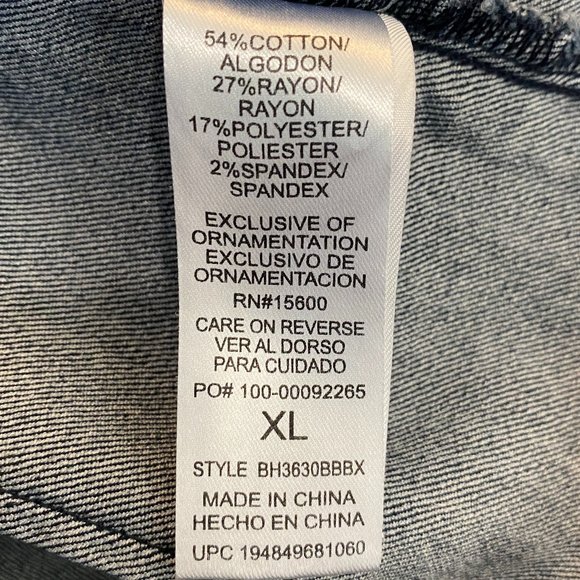 54%COTTON/
ALGODON
27%RAYON/
RAYON
17%POLYESTER/
POLIESTER
2%SPANDEX/
SPANDEX
EXCLUSIVE OF
ORNAMENTATION
EXCLUSIVO DE
ORNAMENTACION
RN#15600
CARE ON REVERSE
VER AL DORSO
PARA CUIDADO
PO# 100-00092265
XL
STYLE BH3630BBBX
MADE IN CHINA
HECHO EN CHINA
UPC 194849681060